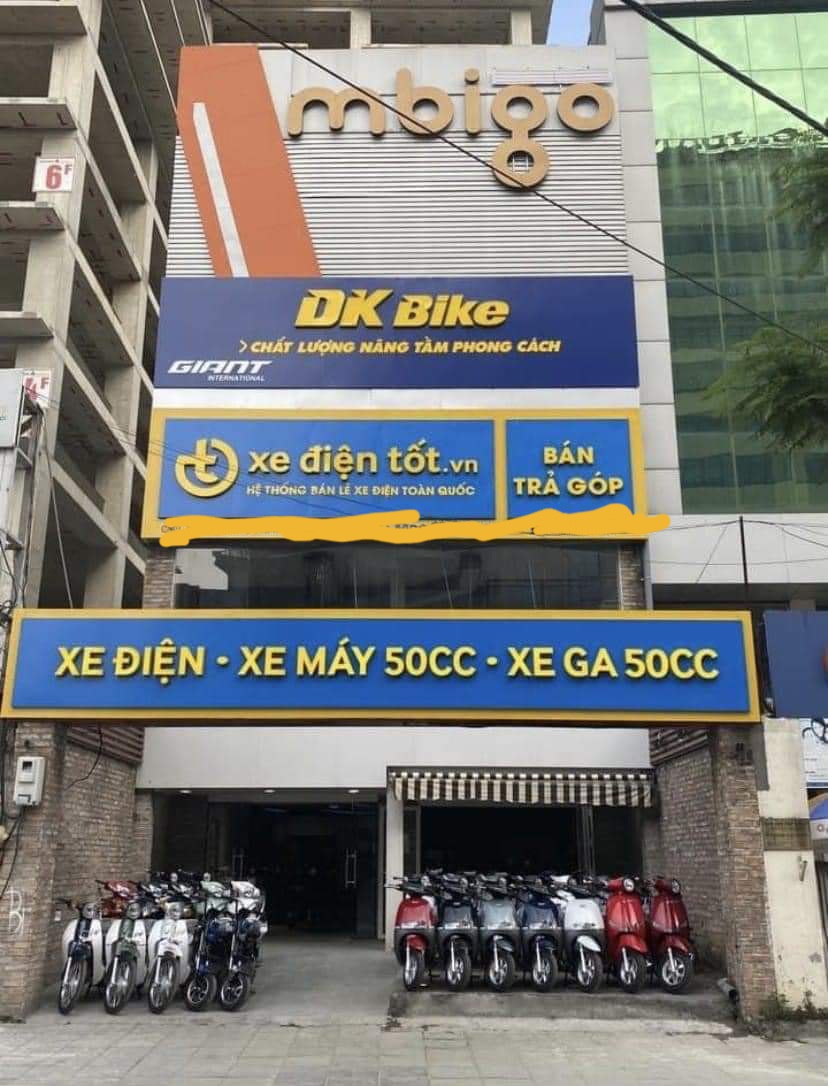 mbigo
6F
DK Bike
CHẤT LƯỢNG NÂNG TẦM PHONG CÁCH
GIANT
INTERNATIONAL
4F
xe điện tốt.vn
HỆ THỐNG BÁN LẺ XE ĐIỆN TOÀN QUỐC
BÁN
TRẢ GÓP
XE ĐIỆN • XE MÁY 50CC • XE GA 50CC